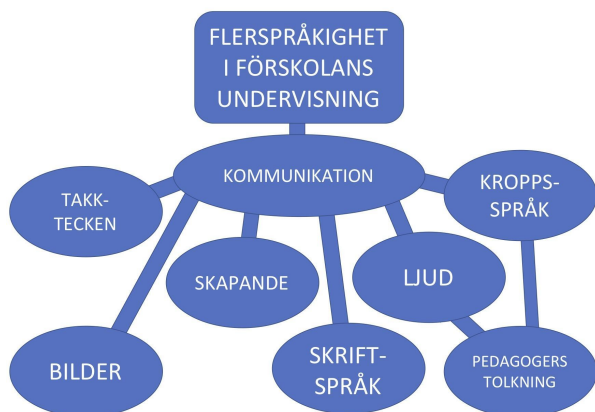 FLERSPRÅKIGHET
I FÖRSKOLANS
UNDERVISNING
KOMMUNIKATION
TAKK-
TECKEN
KROPPS-
SPRÅK
SKAPANDE
LJUD
BILDER
SKRIFT-
SPRÅK
PEDAGOGERS
TOLKNING